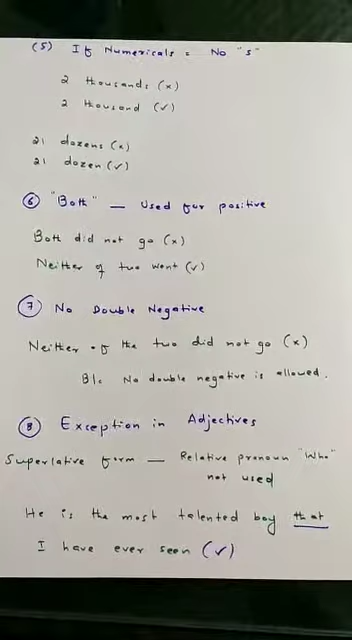 (5) If Numericals = No "s"
2 thousands (x)
2 thousand (✓)
21 dozens (x)
21 dozen (✓)
⑥ "Both" — Used for positive
Both did not go (x)
Neither of two went (✓)
⑦ No Double Negative
Neither of the two did not go (x)
B/c No double negative is allowed.
⑧ Exception in Adjectives
Superlative form — Relative pronoun "Who"
not used
He is the most talented boy that
I have ever seen (✓)